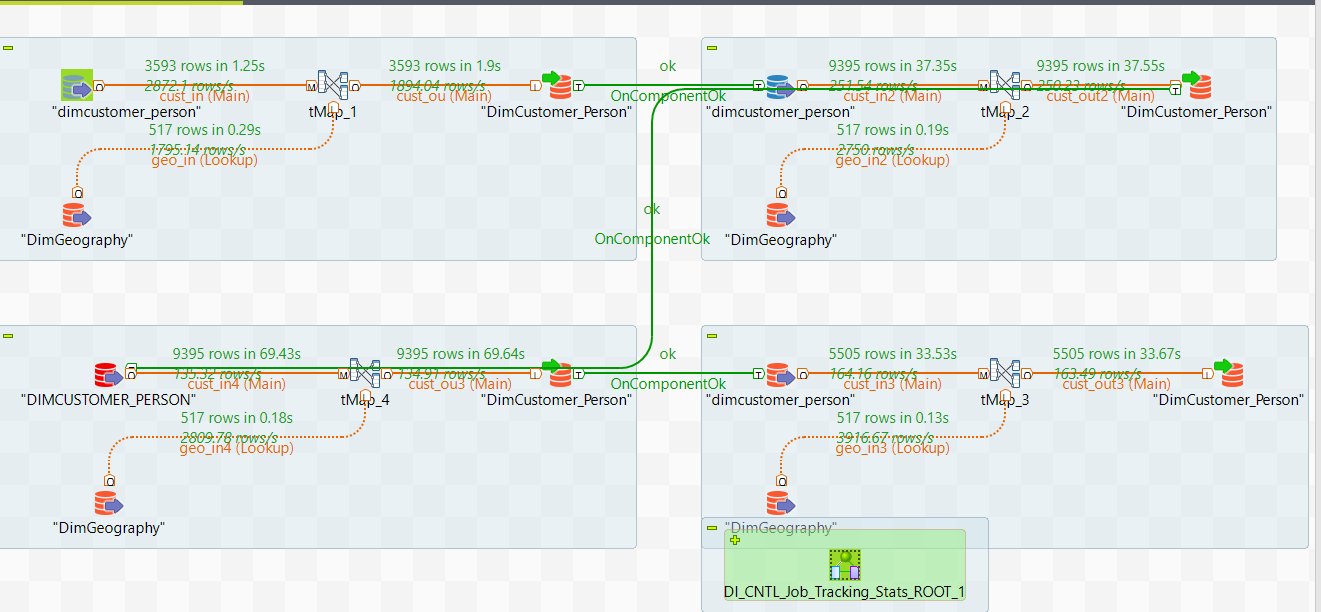 3593 rows in 1.25s
2872.1 rows/s
cust_in (Main)
3593 rows in 1.9s
1894.04 rows/s
cust_ou (Main)
"dimcustomer_person"
tMap_1
"DimCustomer_Person"
517 rows in 0.29s
1795.14 rows/s
geo_in (Lookup)
"DimGeography"
ok
OnComponentOk
9395 rows in 37.35s
251.54 rows/s
cust_in2 (Main)
9395 rows in 37.55s
250.23 rows/s
cust_out2 (Main)
"dimcustomer_person"
tMap_2
"DimCustomer_Person"
517 rows in 0.19s
2750 rows/s
geo_in2 (Lookup)
"DimGeography"
ok
OnComponentOk
9395 rows in 69.43s
135.32 rows/s
cust_in4 (Main)
9395 rows in 69.64s
134.91 rows/s
cust_ou3 (Main)
"DIMCUSTOMER_PERSON"
tMap_4
"DimCustomer_Person"
517 rows in 0.18s
2809.78 rows/s
geo_in4 (Lookup)
"DimGeography"
ok
OnComponentOk
5505 rows in 33.53s
164.16 rows/s
cust_in3 (Main)
5505 rows in 33.67s
163.49 rows/s
cust_out3 (Main)
"dimcustomer_person"
tMap_3
"DimCustomer_Person"
517 rows in 0.13s
3916.67 rows/s
geo_in3 (Lookup)
"DimGeography"
DI_CNTL_Job_Tracking_Stats_ROOT_1